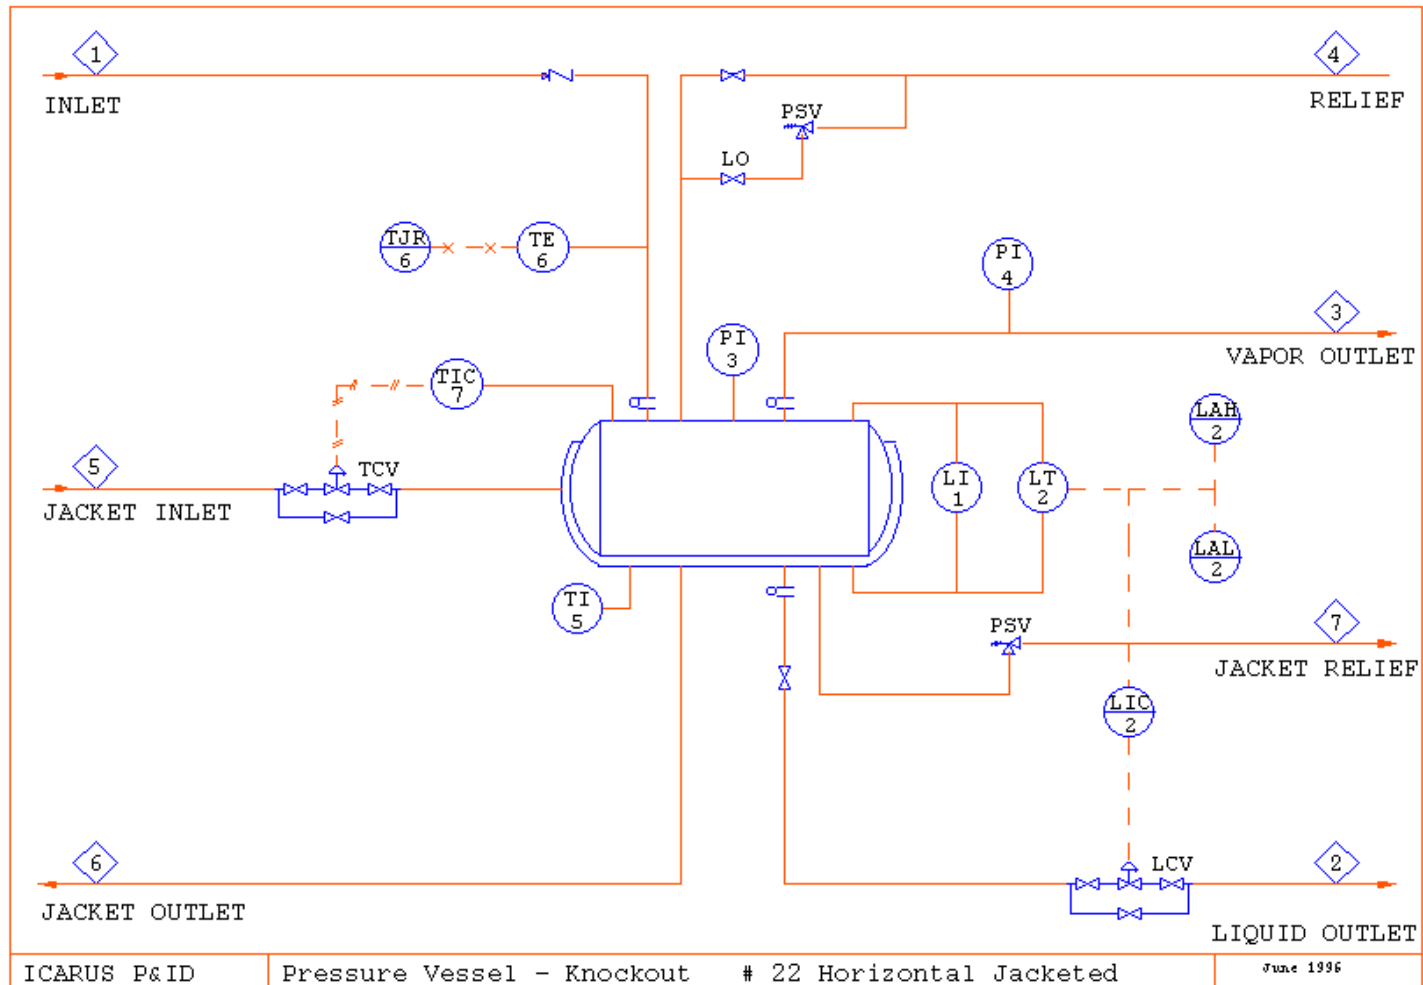 1
4
INLET
RELIEF
PSV
LO
TJR
6
TE
6
PI
4
3
PI
3
VAPOR OUTLET
TIC
7
LAH
2
5
TCV
LI
1
LT
2
JACKET INLET
LAL
2
TI
5
PSV
7
JACKET RELIEF
LIC
2
6
LCV
2
JACKET OUTLET
LIQUID OUTLET
ICARUS P&ID
Pressure Vessel - Knockout # 22 Horizontal Jacketed
June 1996